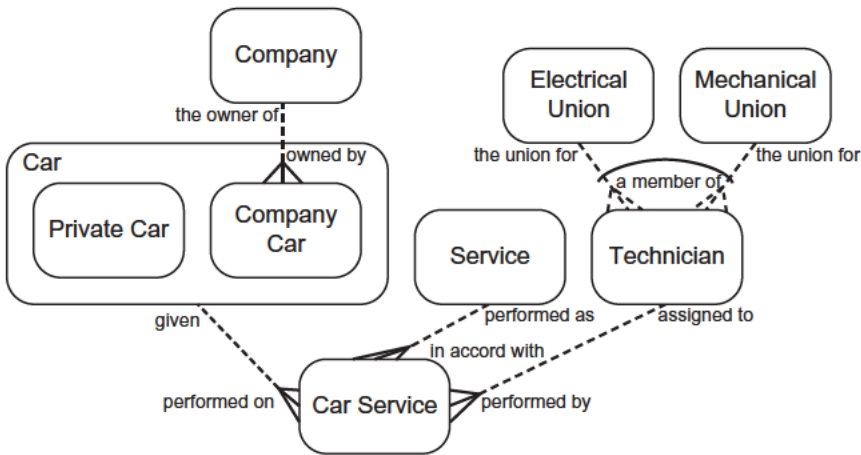 Company
Electrical
Union
Mechanical
Union
the owner of
the union for
the union for
Car
owned by
a member of
Private Car
Company
Car
Service
Technician
given
performed as
assigned to
in accord with
performed on
Car Service
performed by